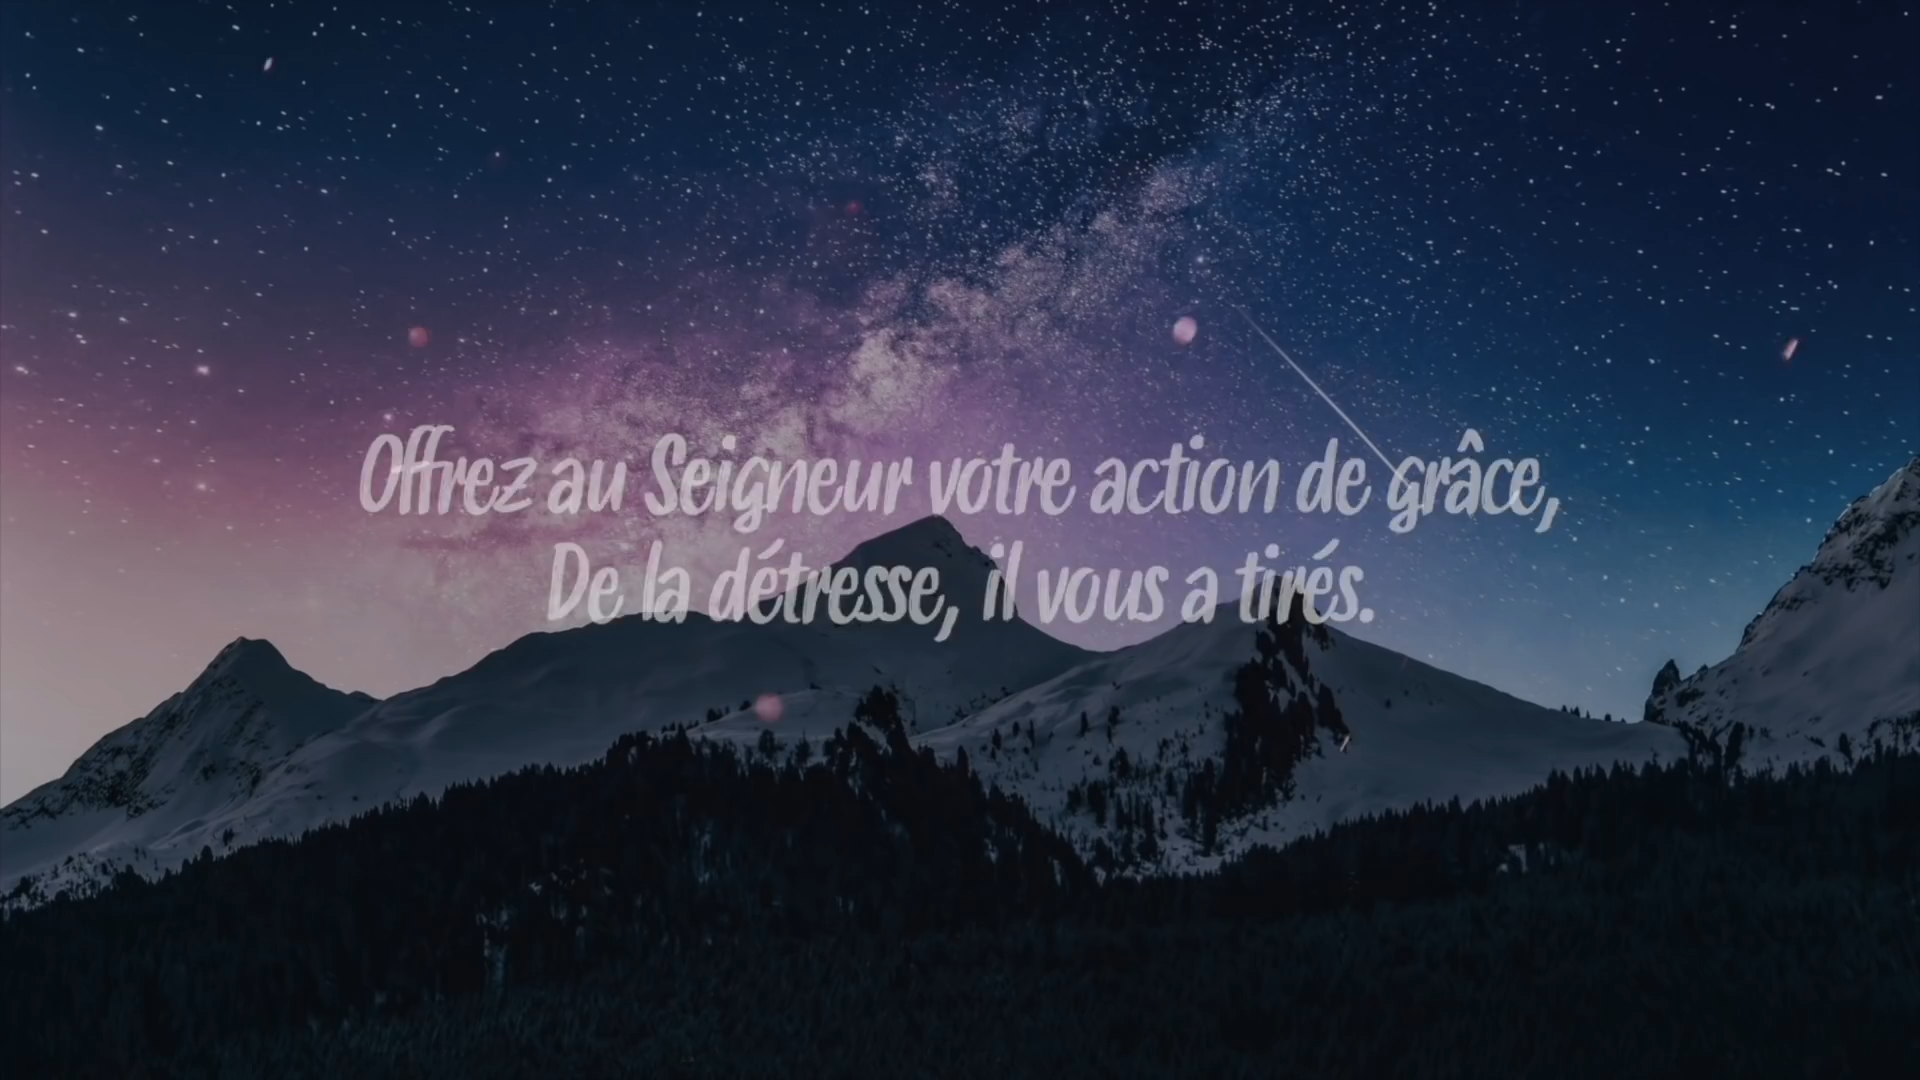 Offrez au Seigneur votre action de grâce,
De la détresse, il vous a tirés.